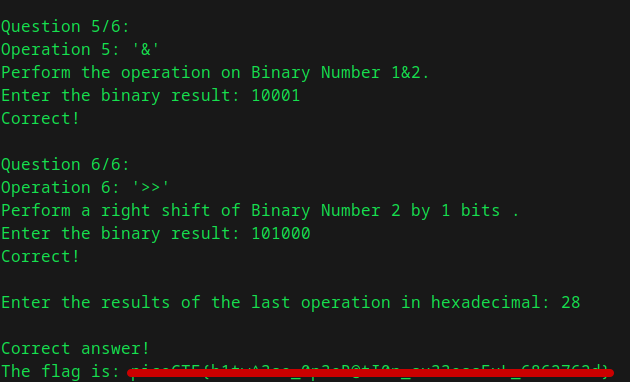 Question 5/6:
Operation 5: '&'
Perform the operation on Binary Number 1&2.
Enter the binary result: 10001
Correct!
Question 6/6:
Operation 6: '>>'
Perform a right shift of Binary Number 2 by 1 bits .
Enter the binary result: 101000
Correct!
Enter the results of the last operation in hexadecimal: 28
Correct answer!
The flag is: